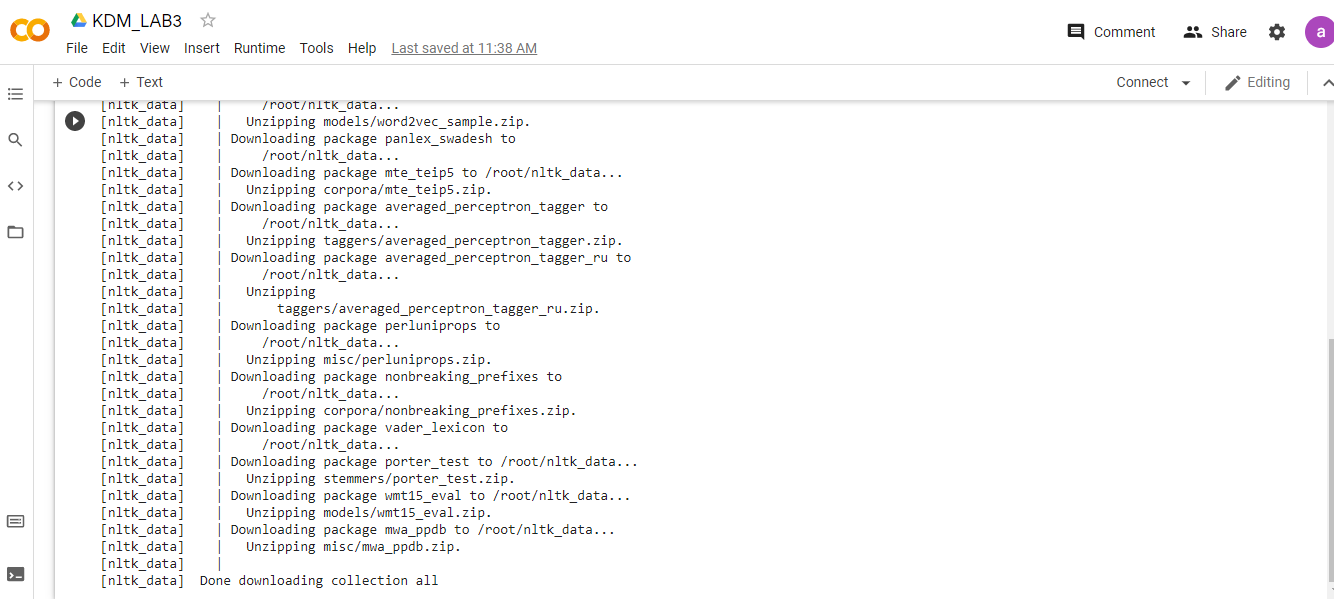 KDM_LAB3
File Edit View Insert Runtime Tools Help Last saved at 11:38 AM
Comment Share a
+ Code + Text Connect Editing
[nltk_data]    |     /root/nltk_data...
[nltk_data]    |   Unzipping models/word2vec_sample.zip.
[nltk_data]    | Downloading package panlex_swadesh to
[nltk_data]    |     /root/nltk_data...
[nltk_data]    | Downloading package mte_teip5 to /root/nltk_data...
[nltk_data]    |   Unzipping corpora/mte_teip5.zip.
[nltk_data]    | Downloading package averaged_perceptron_tagger to
[nltk_data]    |     /root/nltk_data...
[nltk_data]    |   Unzipping taggers/averaged_perceptron_tagger.zip.
[nltk_data]    | Downloading package averaged_perceptron_tagger_ru to
[nltk_data]    |     /root/nltk_data...
[nltk_data]    |   Unzipping
[nltk_data]    |       taggers/averaged_perceptron_tagger_ru.zip.
[nltk_data]    | Downloading package perluniprops to
[nltk_data]    |     /root/nltk_data...
[nltk_data]    |   Unzipping misc/perluniprops.zip.
[nltk_data]    | Downloading package nonbreaking_prefixes to
[nltk_data]    |     /root/nltk_data...
[nltk_data]    |   Unzipping corpora/nonbreaking_prefixes.zip.
[nltk_data]    | Downloading package vader_lexicon to
[nltk_data]    |     /root/nltk_data...
[nltk_data]    | Downloading package porter_test to /root/nltk_data...
[nltk_data]    |   Unzipping stemmers/porter_test.zip.
[nltk_data]    | Downloading package wmt15_eval to /root/nltk_data...
[nltk_data]    |   Unzipping models/wmt15_eval.zip.
[nltk_data]    | Downloading package mwa_ppdb to /root/nltk_data...
[nltk_data]    |   Unzipping misc/mwa_ppdb.zip.
[nltk_data]    |
[nltk_data]  Done downloading collection all